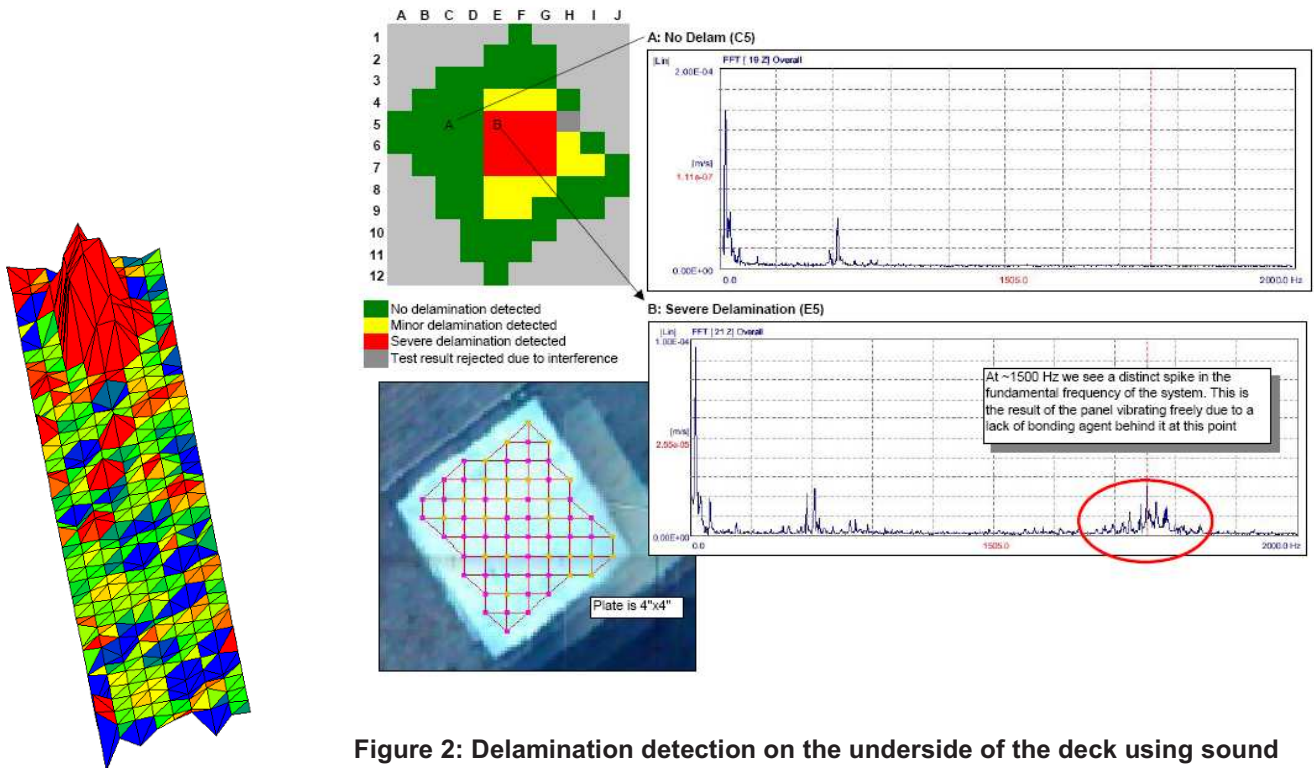 A B C D E F G H I J
1
2
3
4
5
6
7
8
9
10
11
12
A
B
No delamination detected
Minor delamination detected
Severe delamination detected
Test result rejected due to interference
A: No Delam (C5)
|Lin| FFT [ 19 Z] Overall
2.00E-04
[m/s]
1.11e-07
0.00E+00
0.0 1505.0 2000.0 Hz
B: Severe Delamination (E5)
|Lin| FFT [ 21 Z] Overall
1.00E-04
[m/s]
2.55e-05
0.00E+00
0.0 1505.0 2000.0 Hz
At ~1500 Hz we see a distinct spike in the
fundamental frequency of the system. This is
the result of the panel vibrating freely due to a
lack of bonding agent behind it at this point
Plate is 4"x4"
Figure 2: Delamination detection on the underside of the deck using sound